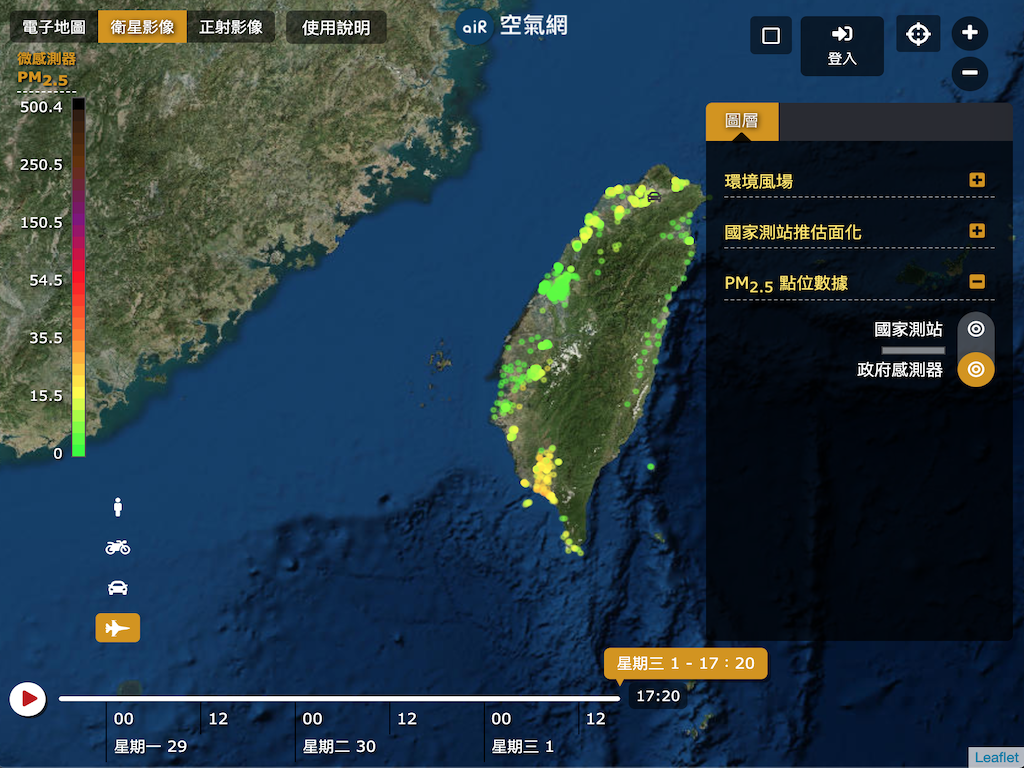 電子地圖 衛星影像 正射影像 使用說明
aiR 空氣網
登入
微感測器
PM2.5
500.4
250.5
150.5
54.5
35.5
15.5
0
圖層
環境風場
國家測站推估面化
PM2.5 點位數據
國家測站
政府感測器
星期三 1 - 17：20
17:20
00 12 00 12 00 12
星期一 29 星期二 30 星期三 1
Leaflet